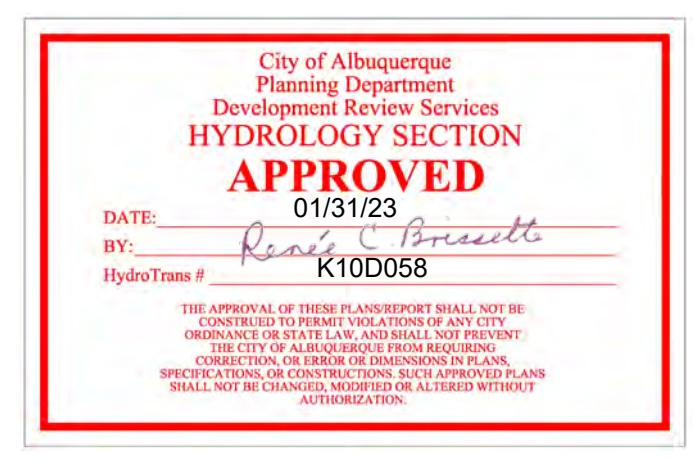 City of Albuquerque
Planning Department
Development Review Services
HYDROLOGY SECTION
APPROVED
DATE: 01/31/23
BY: Renée C. Brissette
HydroTrans # K10D058
THE APPROVAL OF THESE PLANS/REPORT SHALL NOT BE
CONSTRUED TO PERMIT VIOLATIONS OF ANY CITY
ORDINANCE OR STATE LAW, AND SHALL NOT PREVENT
THE CITY OF ALBUQUERQUE FROM REQUIRING
CORRECTION, OR ERROR OR DIMENSIONS IN PLANS,
SPECIFICATIONS, OR CONSTRUCTIONS. SUCH APPROVED PLANS
SHALL NOT BE CHANGED, MODIFIED OR ALTERED WITHOUT
AUTHORIZATION.